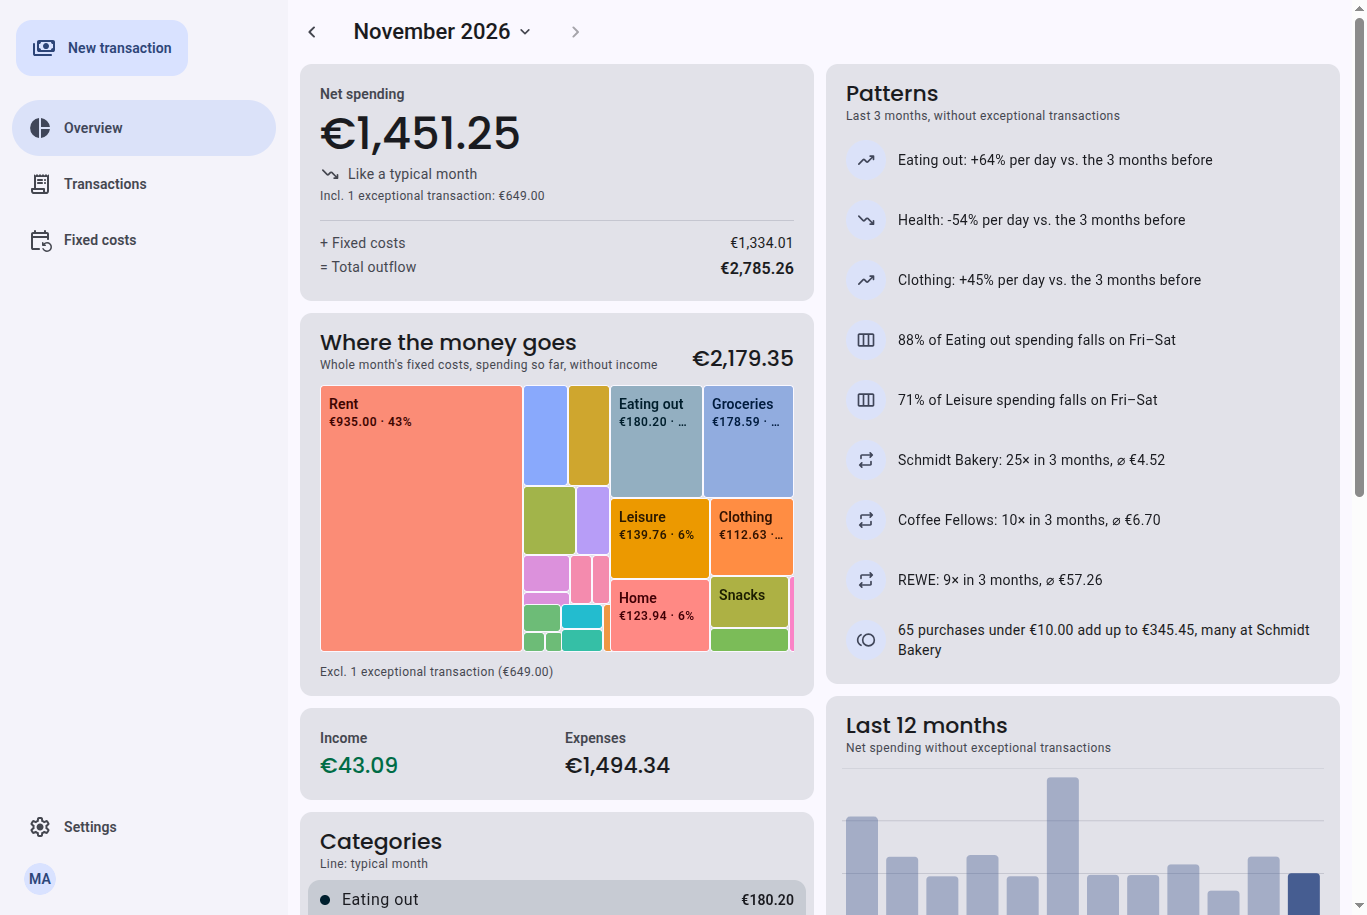 New transaction
Overview
Transactions
Fixed costs
Settings
MA
November 2026
Net spending
€1,451.25
Like a typical month
Incl. 1 exceptional transaction: €649.00
+ Fixed costs €1,334.01
= Total outflow €2,785.26
Where the money goes
Whole month's fixed costs, spending so far, without income €2,179.35
Rent
€935.00 · 43%
Eating out
€180.20 · …
Groceries
€178.59 · …
Leisure
€139.76 · 6%
Clothing
€112.63 ·…
Home
€123.94 · 6%
Snacks
Excl. 1 exceptional transaction (€649.00)
Income
€43.09
Expenses
€1,494.34
Categories
Line: typical month
Eating out €180.20
Patterns
Last 3 months, without exceptional transactions
Eating out: +64% per day vs. the 3 months before
Health: -54% per day vs. the 3 months before
Clothing: +45% per day vs. the 3 months before
88% of Eating out spending falls on Fri–Sat
71% of Leisure spending falls on Fri–Sat
Schmidt Bakery: 25× in 3 months, ⌀ €4.52
Coffee Fellows: 10× in 3 months, ⌀ €6.70
REWE: 9× in 3 months, ⌀ €57.26
65 purchases under €10.00 add up to €345.45, many at Schmidt
Bakery
Last 12 months
Net spending without exceptional transactions